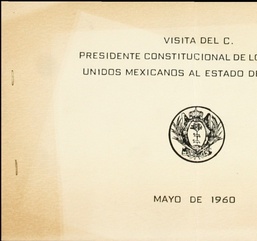 VISITA DEL C.
PRESIDENTE CONSTITUCIONAL DE LO
UNIDOS MEXICANOS AL ESTADO DE
MAYO DE 1960